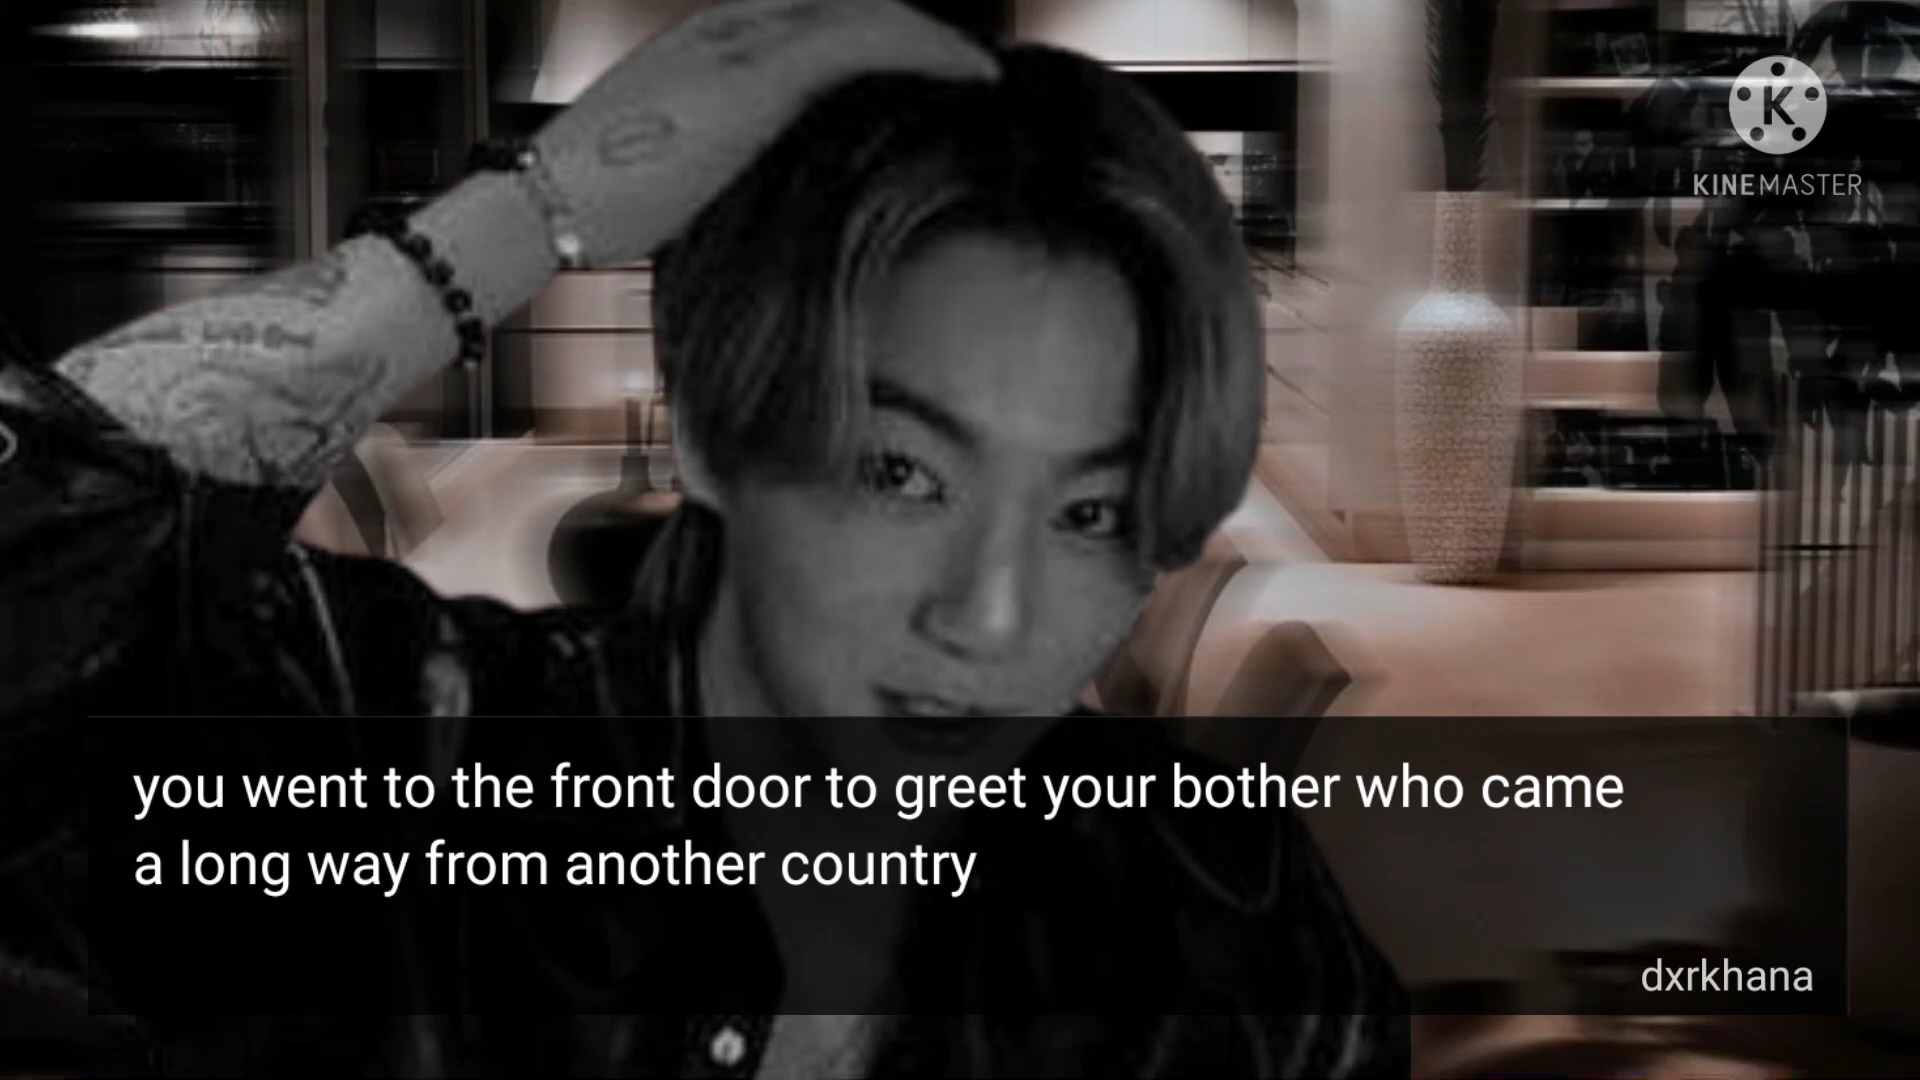 K
KINEMASTER
you went to the front door to greet your bother who came
a long way from another country
dxrkhana